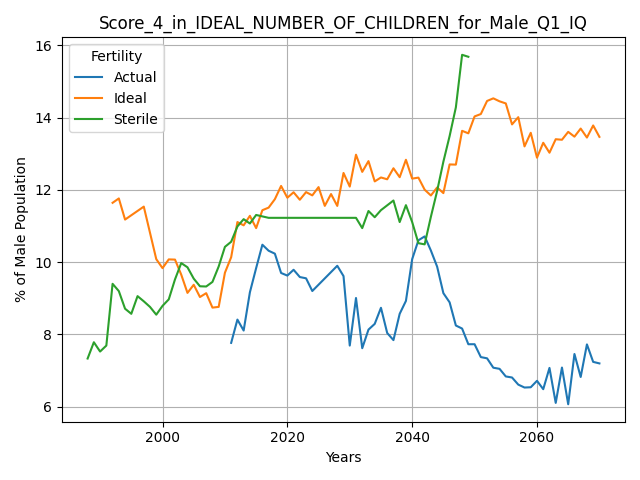 Score_4_in_IDEAL_NUMBER_OF_CHILDREN_for_Male_Q1_IQ
Fertility
Actual
Ideal
Sterile
% of Male Population
16
14
12
10
8
6
2000
2020
2040
2060
Years